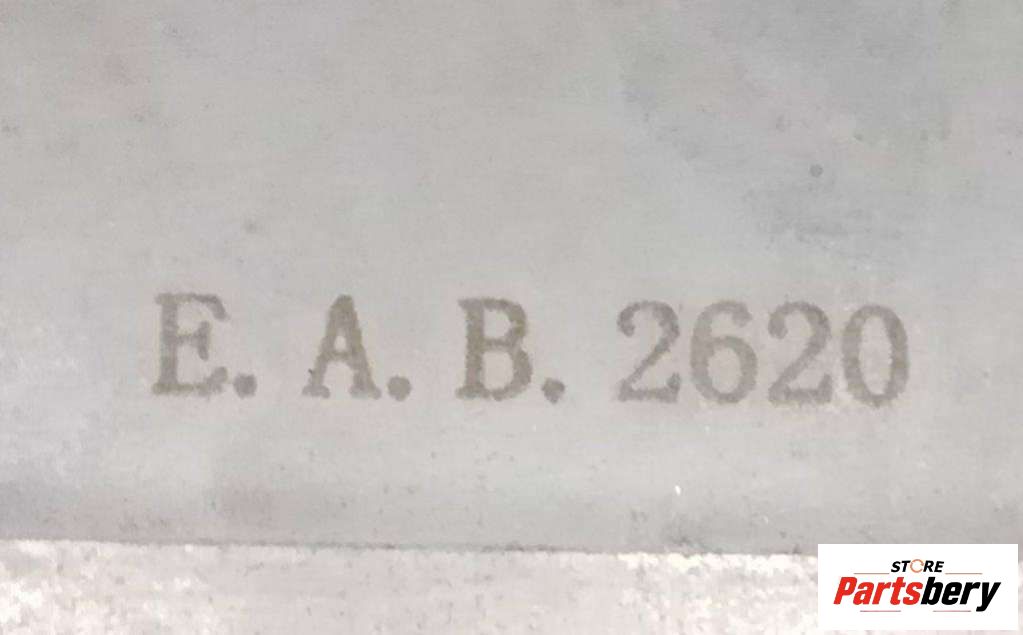 E. A. B. 2620
STORE
Partsbery